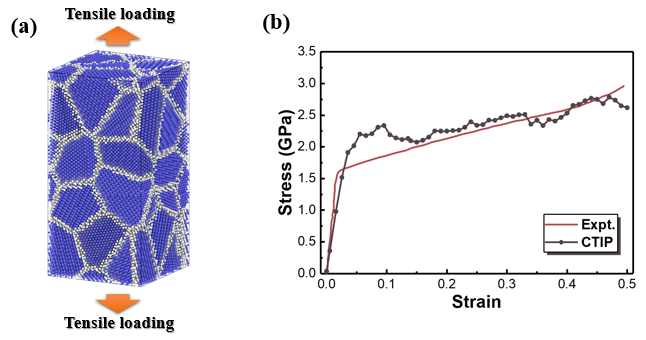 Tensile loading
(a)
Tensile loading
(b)
3.5
3.0
2.5
2.0
1.5
1.0
0.5
0.0
Stress (GPa)
Expt.
CTIP
0.0
0.1
0.2
0.3
0.4
0.5
Strain